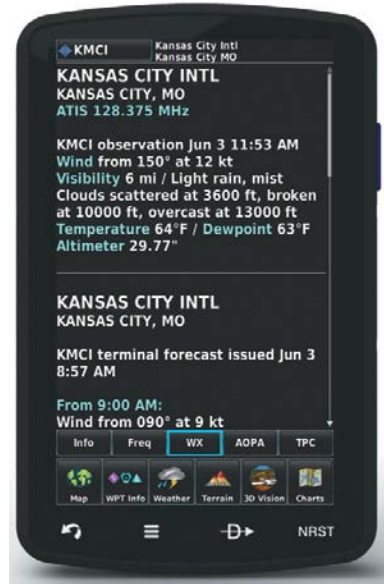 KMCI
Kansas City Intl
Kansas City MO
KANSAS CITY INTL
KANSAS CITY, MO
ATIS 128.375 MHz
KMCI observation Jun 3 11:53 AM
Wind from 150° at 12 kt
Visibility 6 mi / Light rain, mist
Clouds scattered at 3600 ft, broken
at 10000 ft, overcast at 13000 ft
Temperature 64°F / Dewpoint 63°F
Altimeter 29.77"
KANSAS CITY INTL
KANSAS CITY, MO
KMCI terminal forecast issued Jun 3
8:57 AM
From 9:00 AM:
Wind from 090° at 9 kt
Info Freq WX AOPA TPC
Map WPT Info Weather Terrain 3D Vision Charts
D
NRST